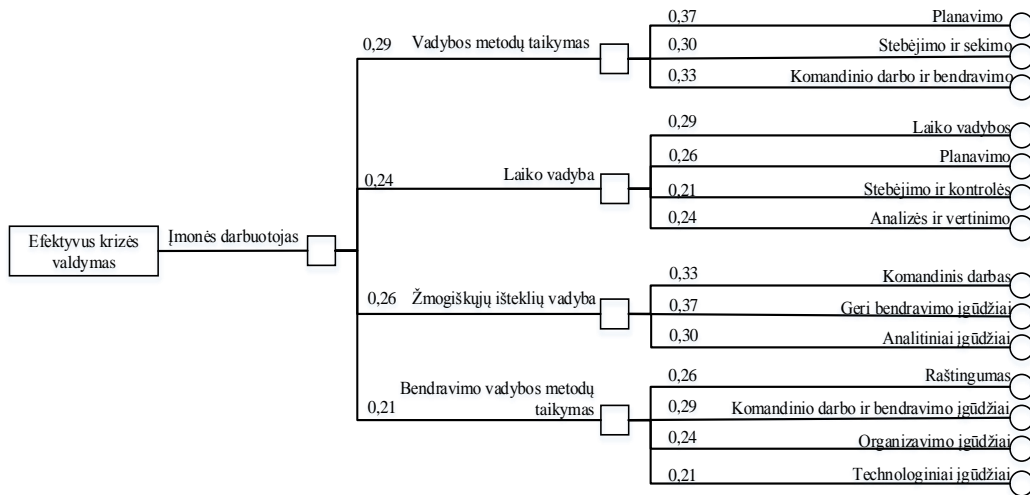 Efektyvus krizės
valdymas
Įmonės darbuotojas
0,29
Vadybos metodų taikymas
0,37
Planavimo
0,30
Stebėjimo ir sekimo
0,33
Komandinio darbo ir bendravimo
0,24
Laiko vadyba
0,29
Laiko vadybos
0,26
Planavimo
0,21
Stebėjimo ir kontrolės
0,24
Analizės ir vertinimo
0,26
Žmogiškųjų išteklių vadyba
0,33
Komandinis darbas
0,37
Geri bendravimo įgūdžiai
0,30
Analitiniai įgūdžiai
0,21
Bendravimo vadybos metodų
taikymas
0,26
Raštingumas
0,29
Komandinio darbo ir bendravimo įgūdžiai
0,24
Organizavimo įgūdžiai
0,21
Technologiniai įgūdžiai